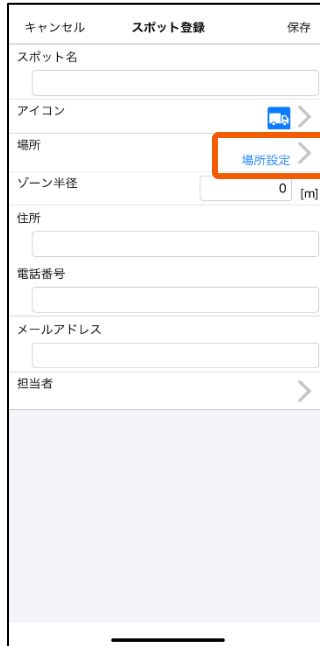 キャンセル スポット登録 保存
スポット名
アイコン
場所
場所設定
ゾーン半径 0 [m]
住所
電話番号
メールアドレス
担当者